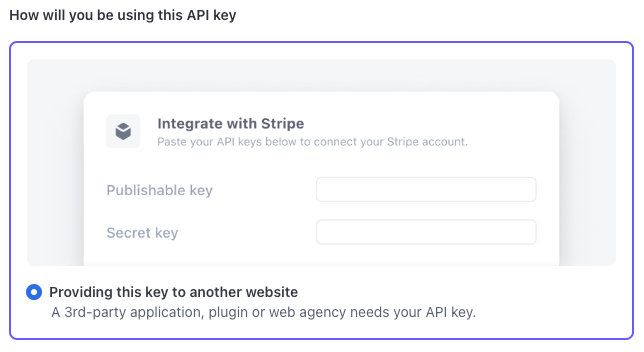 How will you be using this API key
Integrate with Stripe
Paste your API keys below to connect your Stripe account.
Publishable key
Secret key
Providing this key to another website
A 3rd-party application, plugin or web agency needs your API key.